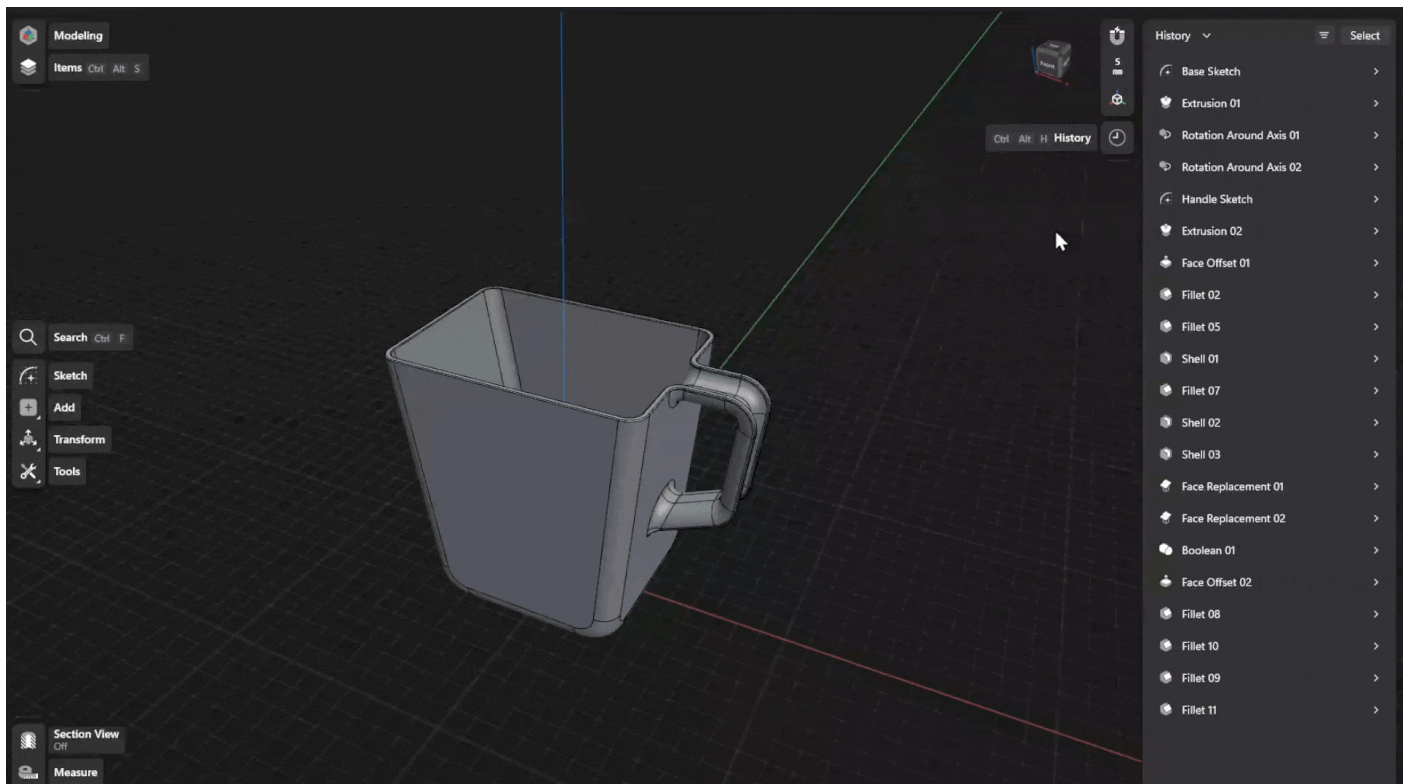 Modeling
Items Ctrl Alt S
Search Ctrl F
Sketch
Add
Transform
Tools
Section View
Off
Measure
Front
5
mm
Ctrl Alt H History
History
Select
Base Sketch
Extrusion 01
Rotation Around Axis 01
Rotation Around Axis 02
Handle Sketch
Extrusion 02
Face Offset 01
Fillet 02
Fillet 05
Shell 01
Fillet 07
Shell 02
Shell 03
Face Replacement 01
Face Replacement 02
Boolean 01
Face Offset 02
Fillet 08
Fillet 10
Fillet 09
Fillet 11